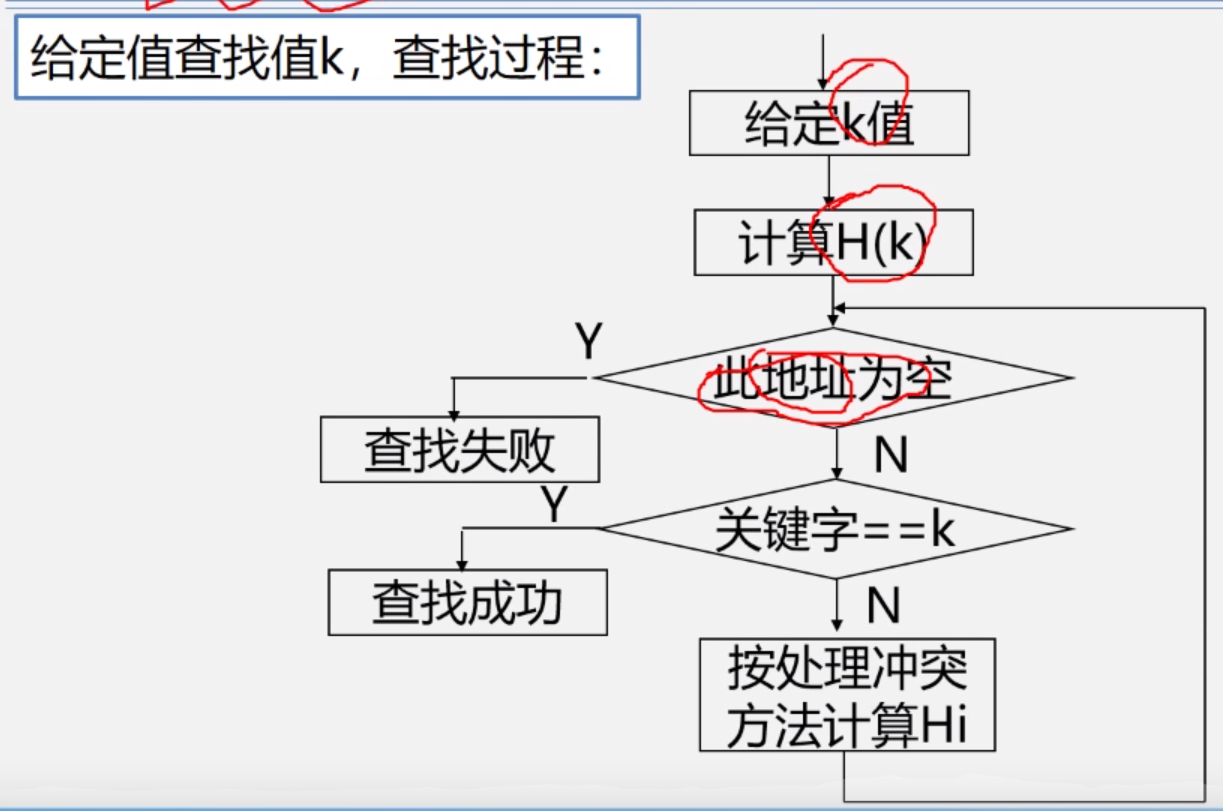 给定值查找值k，查找过程：
给定k值
计算H(k)
此地址为空
Y
查找失败
N
关键字==k
Y
查找成功
N
按处理冲突
方法计算Hi